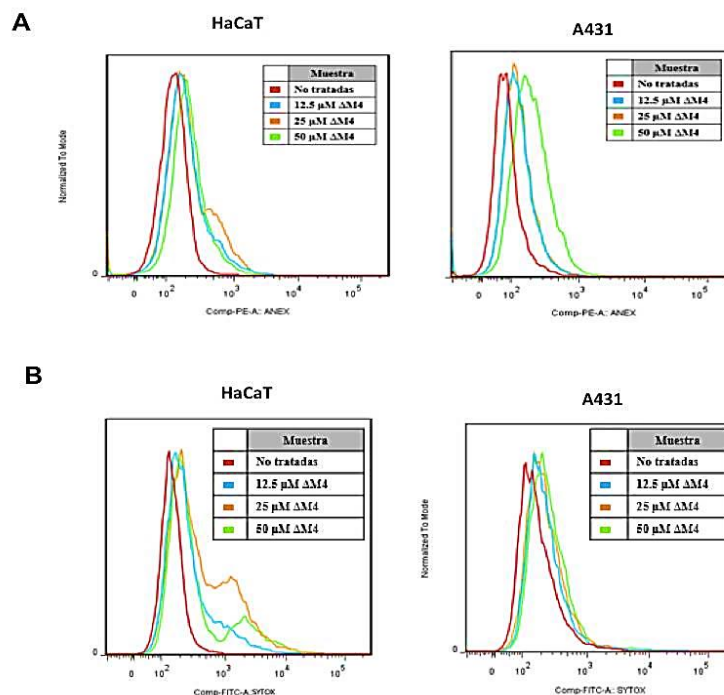 A
HaCaT
A431
Muestra
No tratadas
12.5 µM ΔM4
25 µM ΔM4
50 µM ΔM4
Muestra
No tratadas
12.5 µM ΔM4
25 µM ΔM4
50 µM ΔM4
Normalized To Mode
Normalized To Mode
0
0
0 10² 10³ 10⁴ 10⁵
0 10² 10³ 10⁴ 10⁵
Comp-PE-A:: ANEX
Comp-PE-A:: ANEX
B
HaCaT
A431
Muestra
No tratadas
12.5 µM ΔM4
25 µM ΔM4
50 µM ΔM4
Muestra
No tratadas
12.5 µM ΔM4
25 µM ΔM4
50 µM ΔM4
Normalized To Mode
0
0
10² 10³ 10⁴ 10⁵
10² 10³ 10⁴ 10⁵
Comp-FITC-A:: SYTOX
Comp-FITC-A:: SYTOX